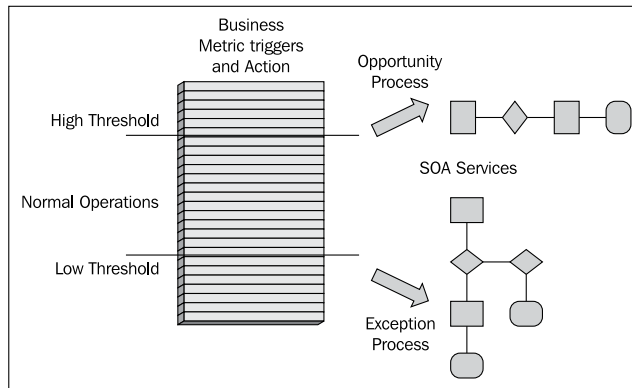 Business
Metric triggers
and Action
Opportunity
Process
High Threshold
SOA Services
Normal Operations
Low Threshold
Exception
Process